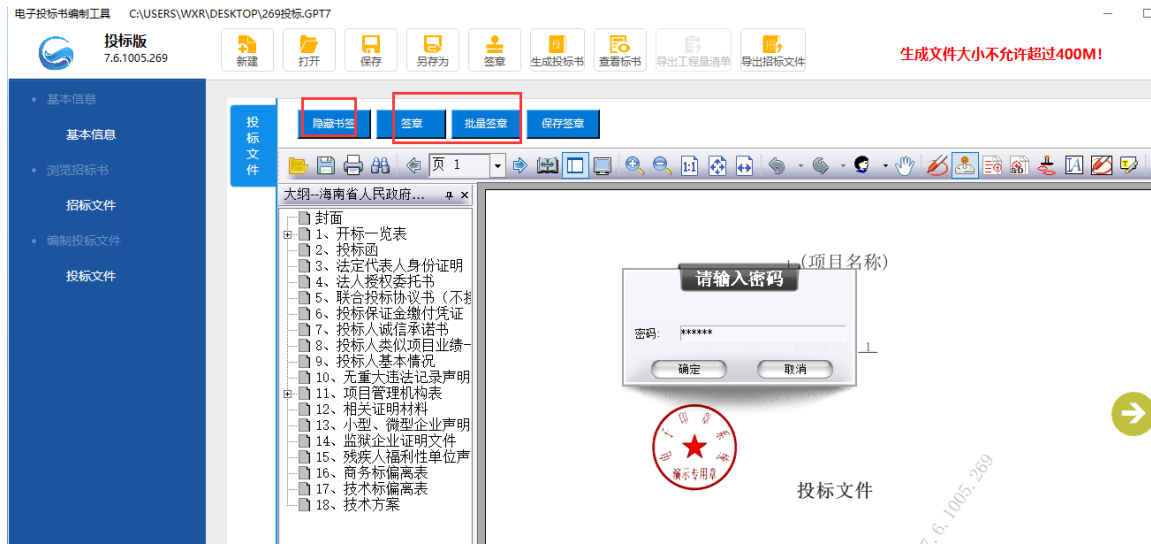 电子投标书编制工具 C:\USERS\WXR\DESKTOP\269投标.GPT7
投标版
7.6.1005.269
新建
打开
保存
另存为
签章
生成投标书
查看标书
导出工程量清单
导出招标文件
生成文件大小不允许超过400M!
基本信息
基本信息
浏览招标书
招标文件
编制投标文件
投标文件
投标文件
隐藏书签
签章
批量签章
保存签章
页 1
大纲--海南省人民政府...
封面
1、开标一览表
2、投标函
3、法定代表人身份证明
4、法人授权委托书
5、联合投标协议书（不接
6、投标保证金缴付凭证
7、投标人诚信承诺书
8、投标人类似项目业绩一
9、投标人基本情况
10、无重大违法记录声明
11、项目管理机构表
12、相关证明材料
13、小型、微型企业声明
14、监狱企业证明文件
15、残疾人福利性单位声
16、商务标偏离表
17、技术标偏离表
18、技术方案
1 (项目名称)
请输入密码
密码: ******
确定
取消
1
电子印章系统
演示专用章
投标文件
7.6.1005.269